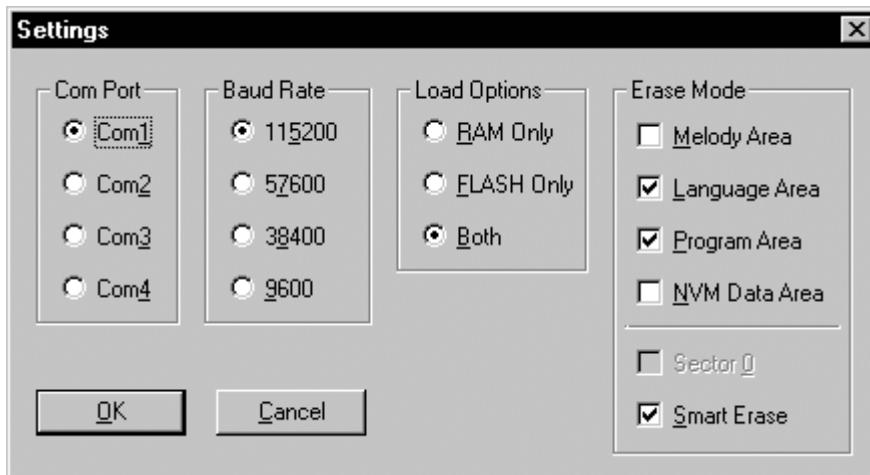 Settings
Com Port
Com1
Com2
Com3
Com4
Baud Rate
115200
57600
38400
9600
Load Options
RAM Only
FLASH Only
Both
Erase Mode
Melody Area
Language Area
Program Area
NVM Data Area
Sector 0
Smart Erase
OK
Cancel